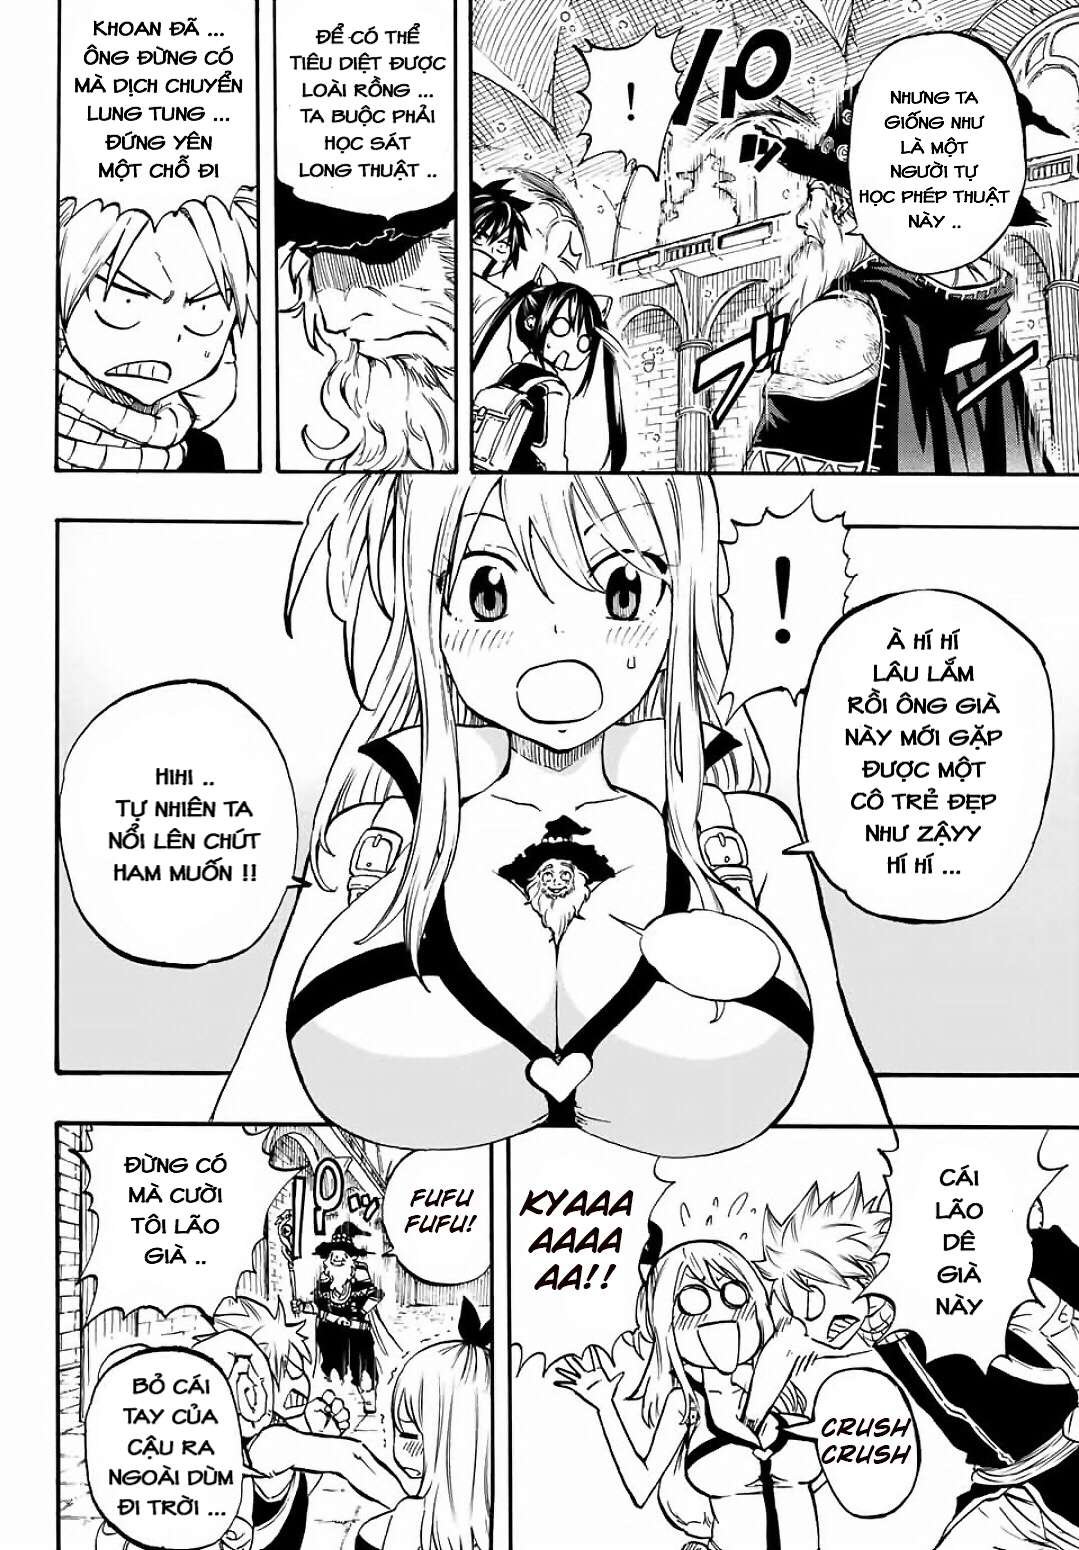 NHƯNG TA
GIỐNG NHƯ
LÀ MỘT
NGƯỜI TỰ
HỌC PHÉP THUẬT
NÀY ..
!
ブブ
ĐỂ CÓ THỂ
TIÊU DIỆT ĐƯỢC
LOÀI RỒNG ...
TA BUỘC PHẢI
HỌC SÁT
LONG THUẬT ..
KHOAN ĐÃ ...
ÔNG ĐỪNG CÓ
MÀ DỊCH CHUYỂN
LUNG TUNG ...
ĐỨNG YÊN
MỘT CHỖ ĐI
!
À HÍ HÍ
LÂU LẮM
RỒI ÔNG GIÀ
NÀY MỚI GẶP
ĐƯỢC MỘT
CÔ TRẺ ĐẸP
NHƯ ZẬYY
HÍ HÍ ...
HIHI ..
TỰ NHIÊN TA
NỔI LÊN CHÚT
HAM MUỐN !!
CÁI
LÃO
DÊ
GIÀ
NÀY
KYAAA
AAAA
AA!!
CRUSH
CRUSH
FUFU
FUFU!
ĐỪNG CÓ
MÀ CƯỜI
TÔI LÃO
GIÀ ..
BỎ CÁI
TAY CỦA
CẬU RA
NGOÀI DÙM
ĐI TRỜI ...